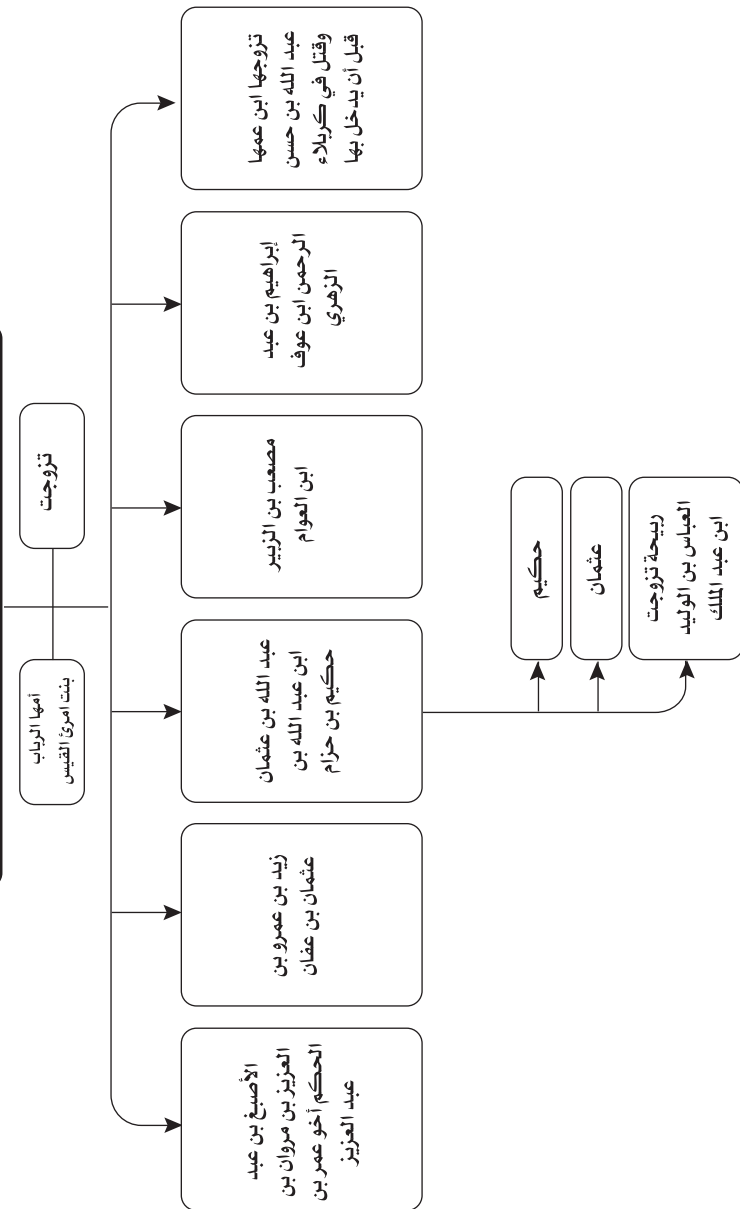 تزوجت
أمها الرباب
بنت امرئ القيس
تزوجها ابن عمها
عبد الله بن حسن
وقتل في كربلاء
قبل أن يدخل بها
إبراهيم بن عبد
الرحمن ابن عوف
الزهري
مصعب بن الزبير
ابن العوام
عبد الله بن عثمان
ابن عبد الله بن
حكيم بن حزام
زيد بن عمرو بن
عثمان بن عفان
الأصبغ بن عبد
العزيز بن مروان بن
الحكم أخو عمر بن
عبد العزيز
حكيم
عثمان
ربيحة تزوجت
العباس بن الوليد
ابن عبد الملك